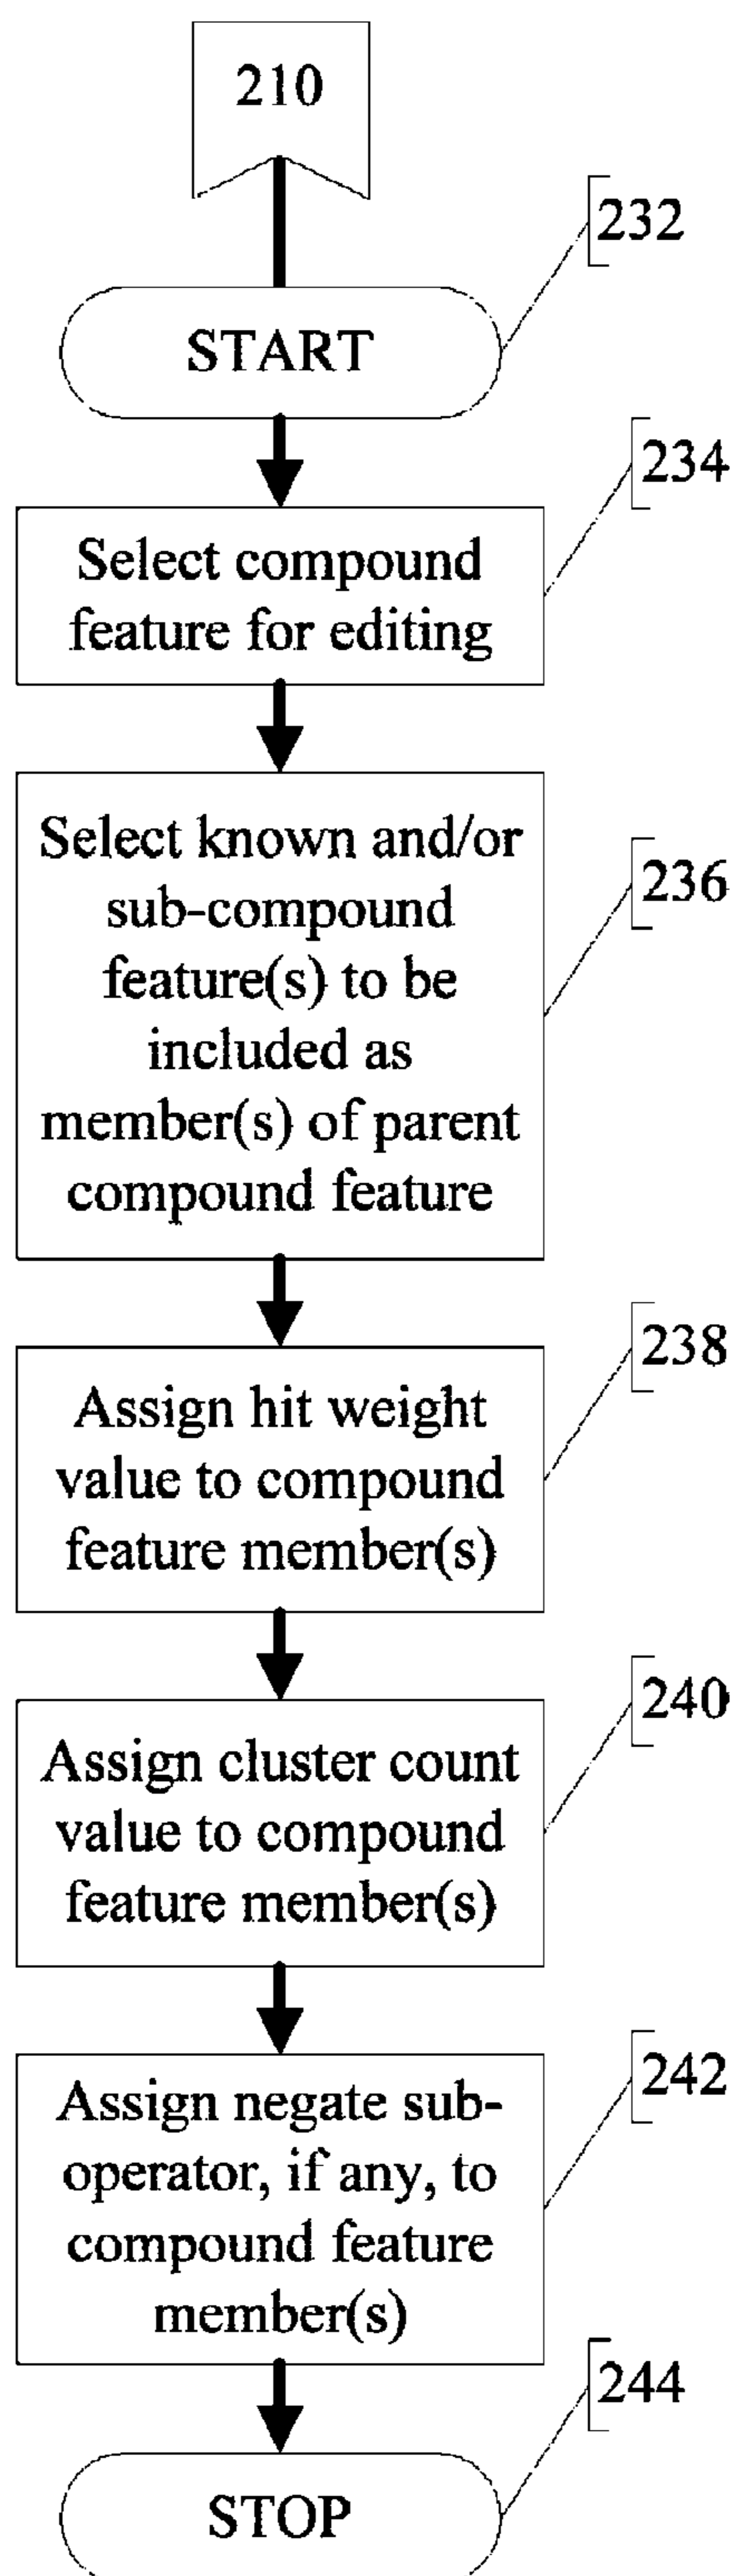 210
232
START
234
Select compound
feature for editing
Select known and/or
sub-compound
feature(s) to be
included as
member(s) of parent
compound feature
236
238
Assign hit weight
value to compound
feature member(s)
240
Assign cluster count
value to compound
feature member(s)
242
Assign negate sub-
operator, if any, to
compound feature
member(s)
244
STOP